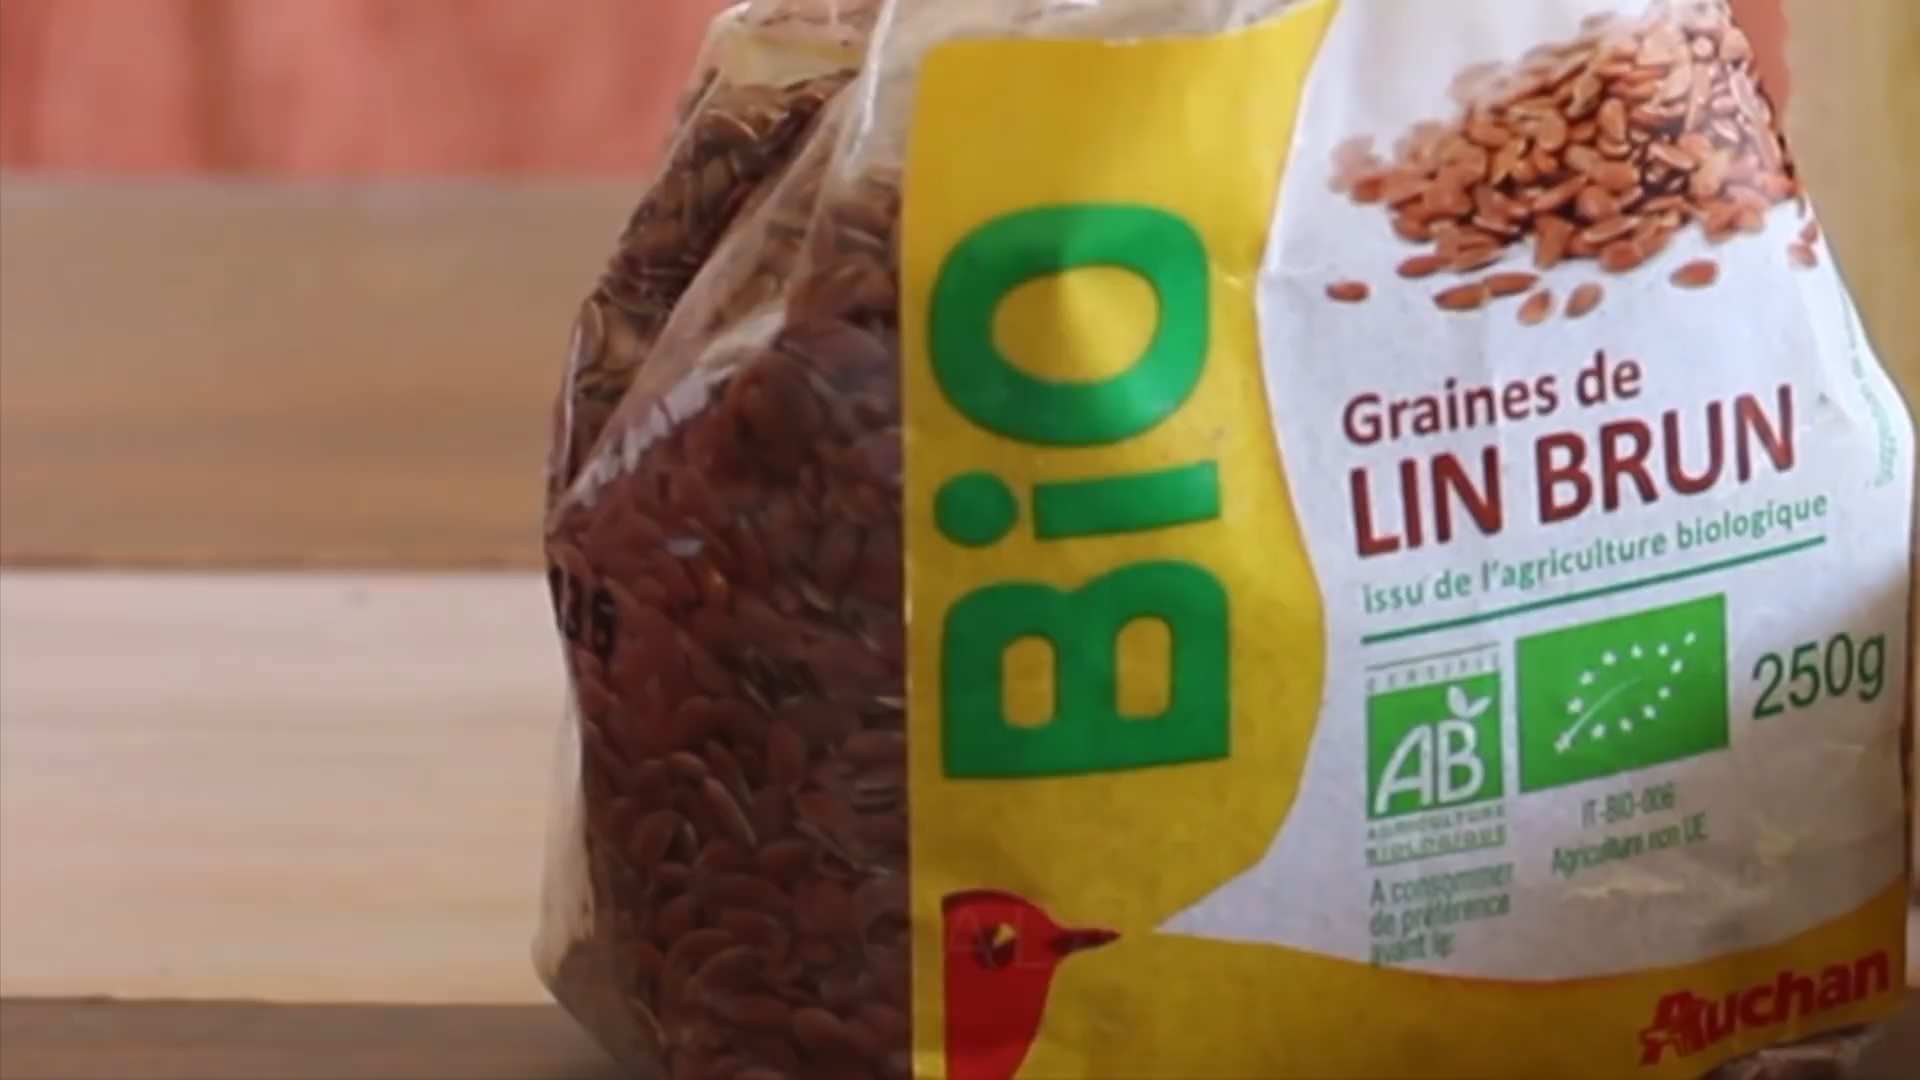 BiO
Graines de
LIN BRUN
issu de l'agriculture biologique
CERTIFIÉ
AB
AGRICULTURE
BIOLOGIQUE
250g
IT-BIO-006
Agriculture non UE
A consommer
de préférence
avant le:
Auchan